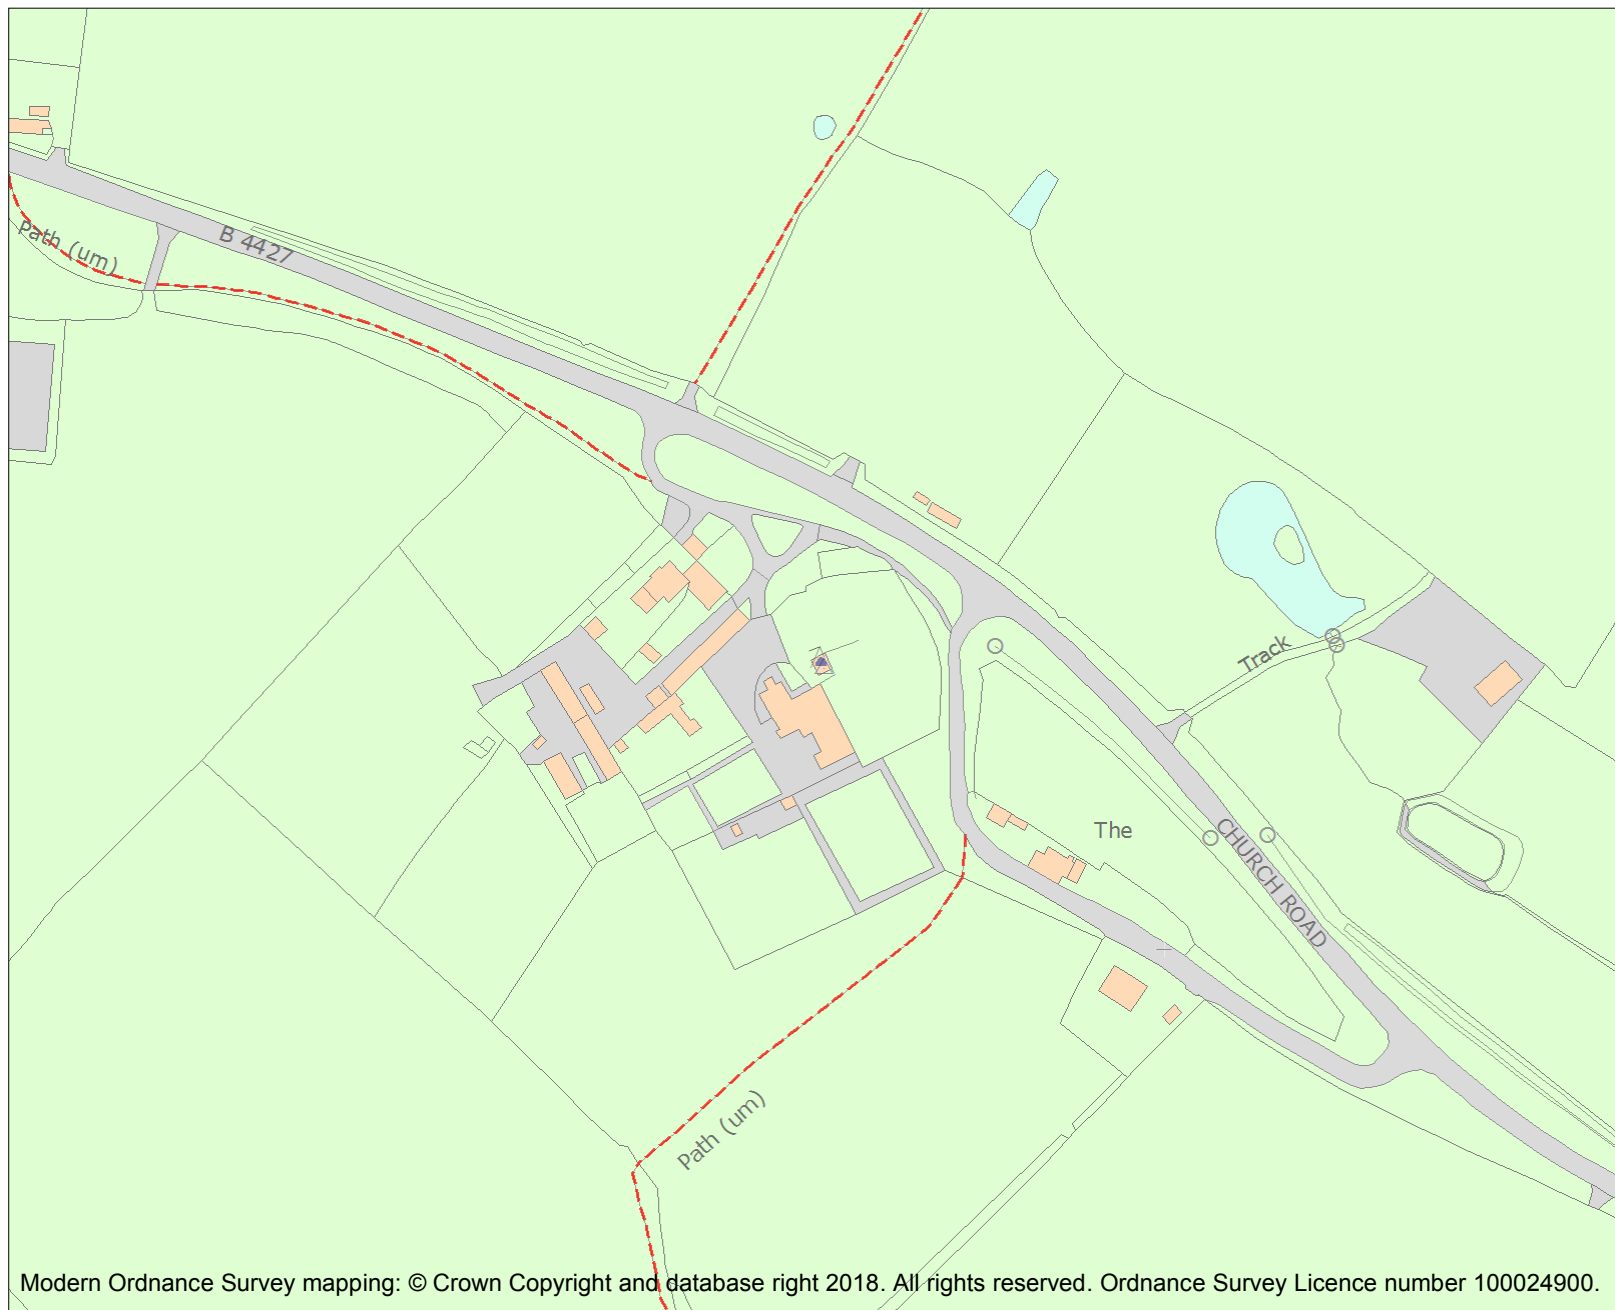 Path (um)
B 4427
Track
The
CHURCH ROAD
Path (um)
Modern Ordnance Survey mapping: © Crown Copyright and database right 2018. All rights reserved. Ordnance Survey Licence number 100024900.